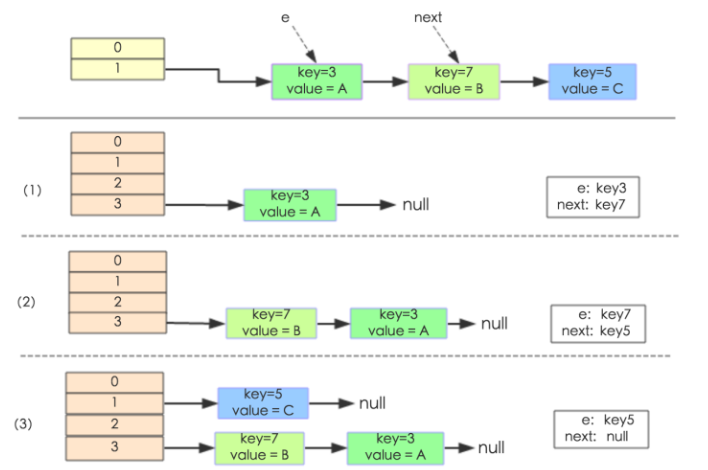 e
next
0
1
key=3
value = A
key=7
value = B
key=5
value = C
0
1
2
3
(1)
key=3
value = A
null
e: key3
next: key7
0
1
2
3
(2)
key=7
value = B
key=3
value = A
null
e: key7
next: key5
0
1
2
3
(3)
key=5
value = C
null
key=7
value = B
key=3
value = A
null
e: key5
next: null